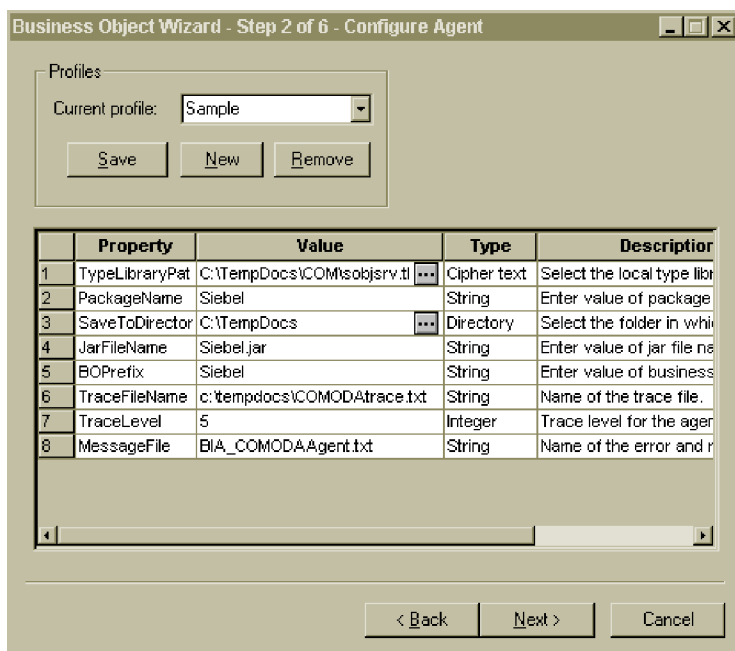 Business Object Wizard - Step 2 of 6 - Configure Agent
Profiles
Current profile: Sample
Save New Remove
Property Value Type Description
1 TypeLibraryPat C:\TempDocs\COM\sobjsrv.tl ... Cipher text Select the local type libr
2 PackageName Siebel String Enter value of package
3 SaveToDirector C:\TempDocs ... Directory Select the folder in whi
4 JarFileName Siebel.jar String Enter value of jar file na
5 BOPrefix Siebel String Enter value of business
6 TraceFileName c:\tempdocs\COMODAtrace.txt String Name of the trace file.
7 TraceLevel 5 Integer Trace level for the agen
8 MessageFile BIA_COMODAAgent.txt String Name of the error and
< Back Next > Cancel